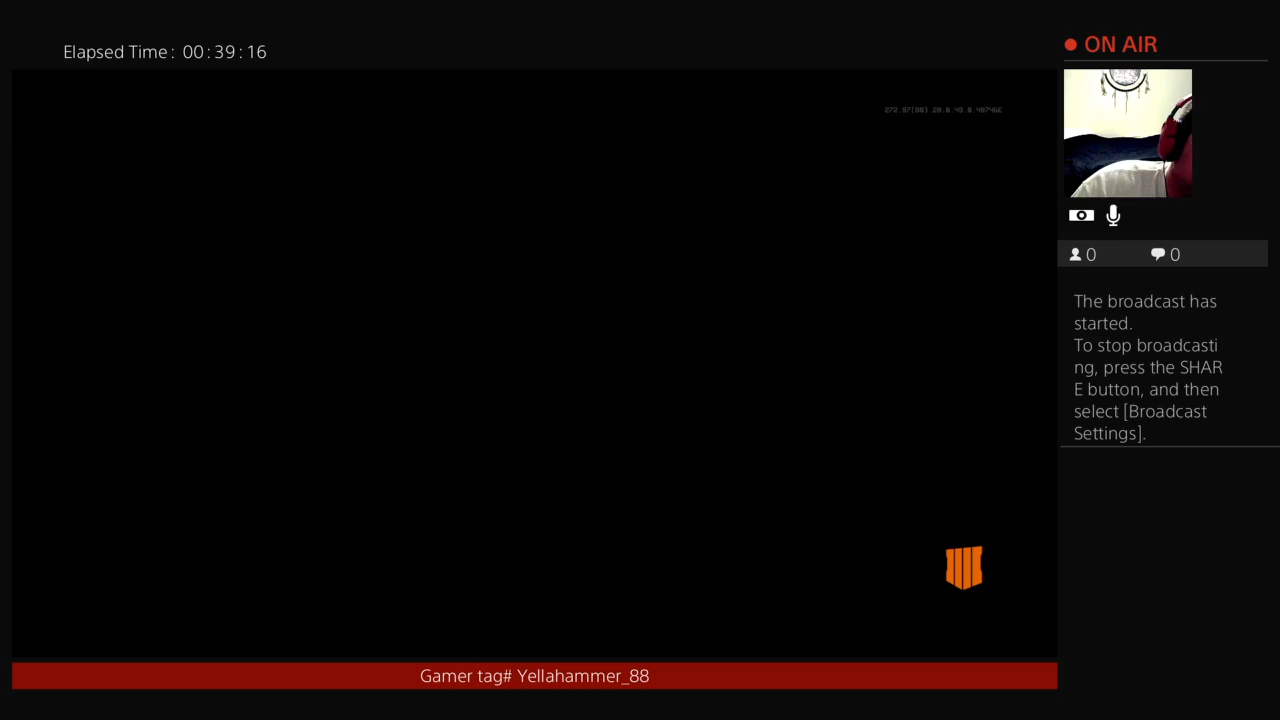 Elapsed Time: 00:39:16
ON AIR
0
0
The broadcast has
started.
To stop broadcasti
ng, press the SHAR
E button, and then
select [Broadcast
Settings].
Gamer tag# Yellahammer_88